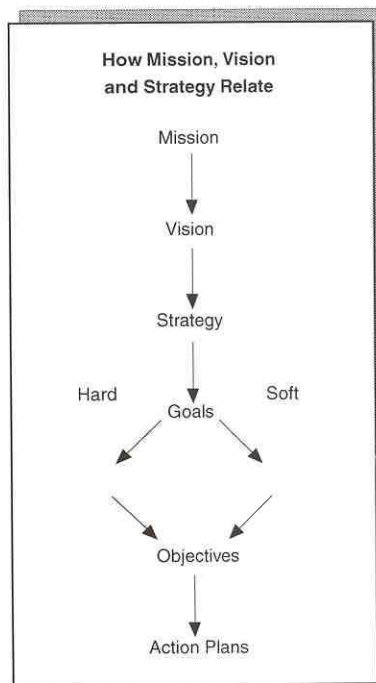 How Mission, Vision
and Strategy Relate
Mission
Vision
Strategy
Hard
Soft
Goals
Objectives
Action Plans